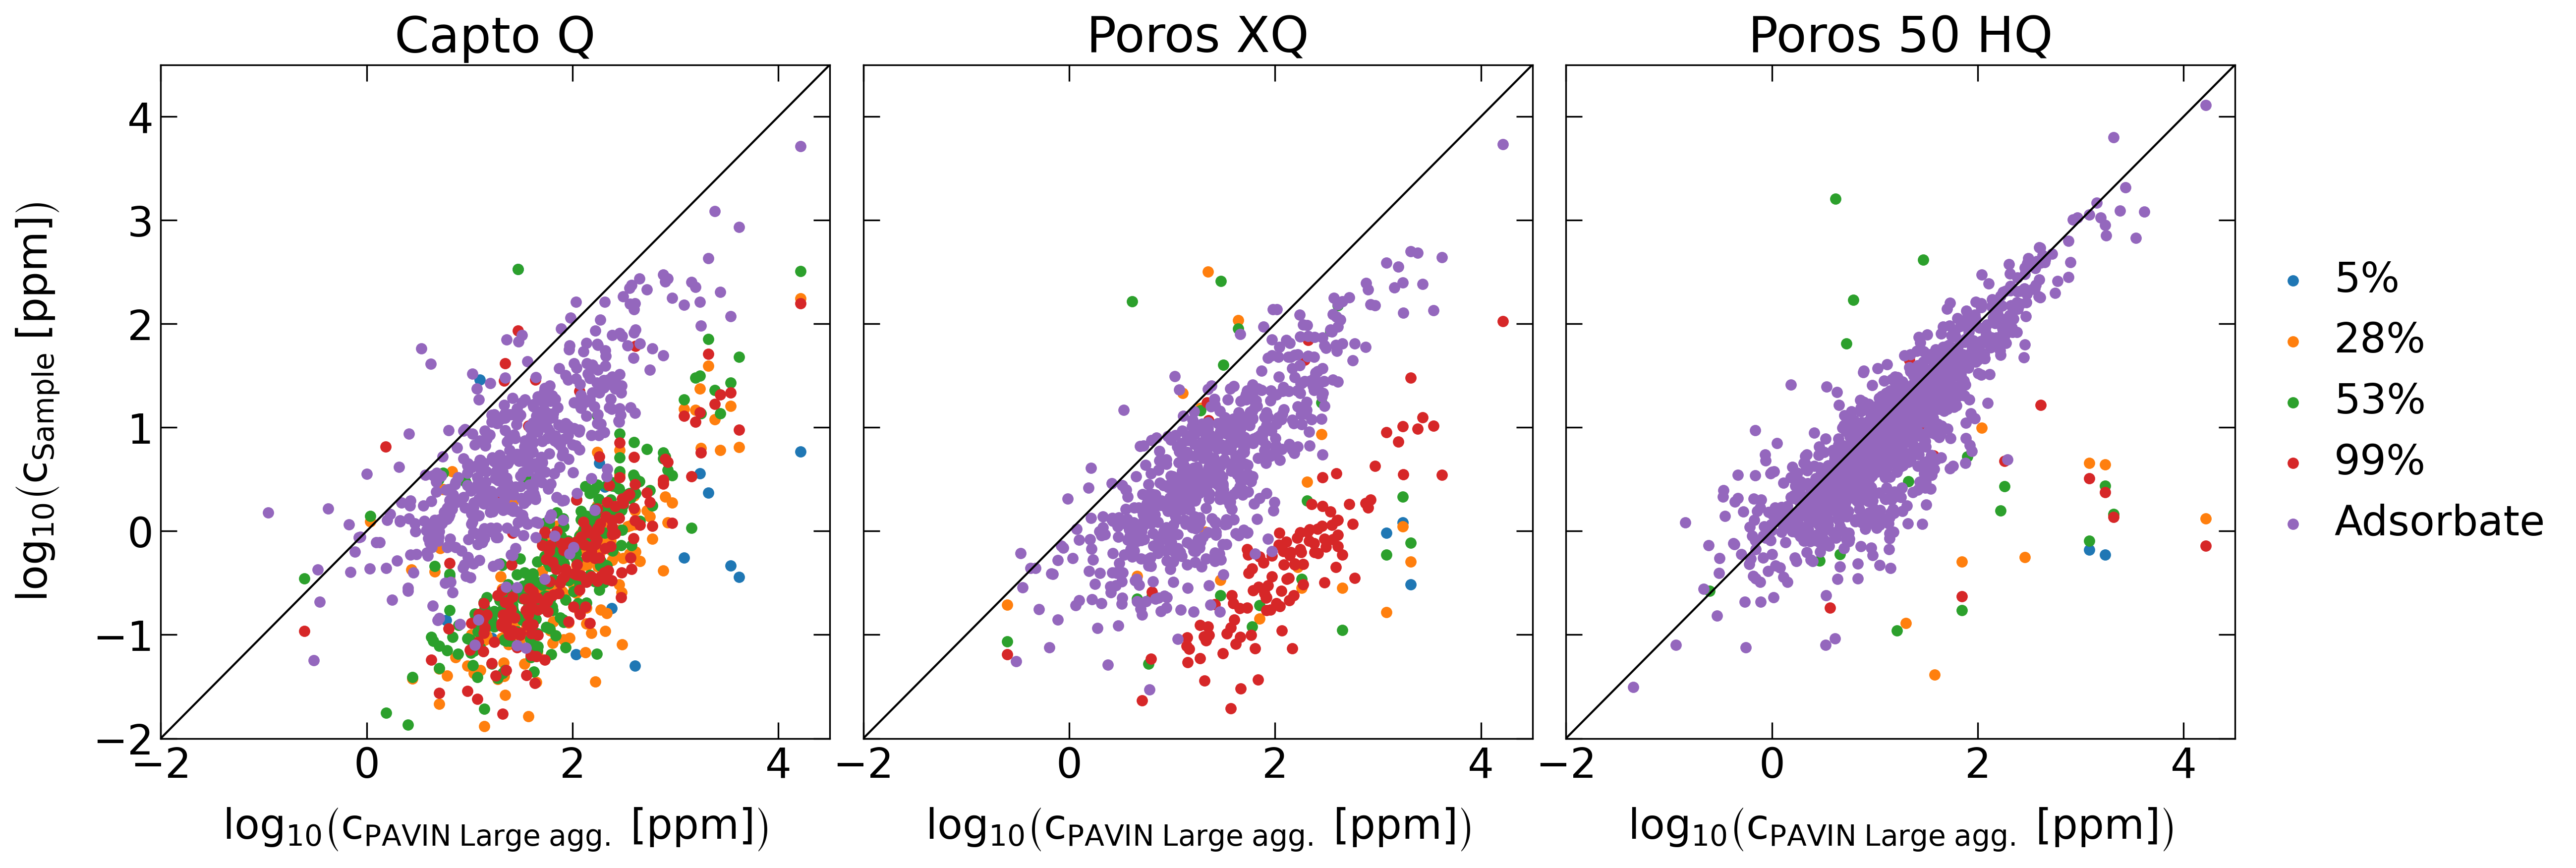 Capto Q Poros XQ Poros 50 HQ
4
3
2
1
0
−1
−2
−2 0 2 4 −2 0 2 4 −2 0 2 4
log10(cSample [ppm])
log10(cPAVIN Large agg. [ppm]) log10(cPAVIN Large agg. [ppm]) log10(cPAVIN Large agg. [ppm])
5%
28%
53%
99%
Adsorbate